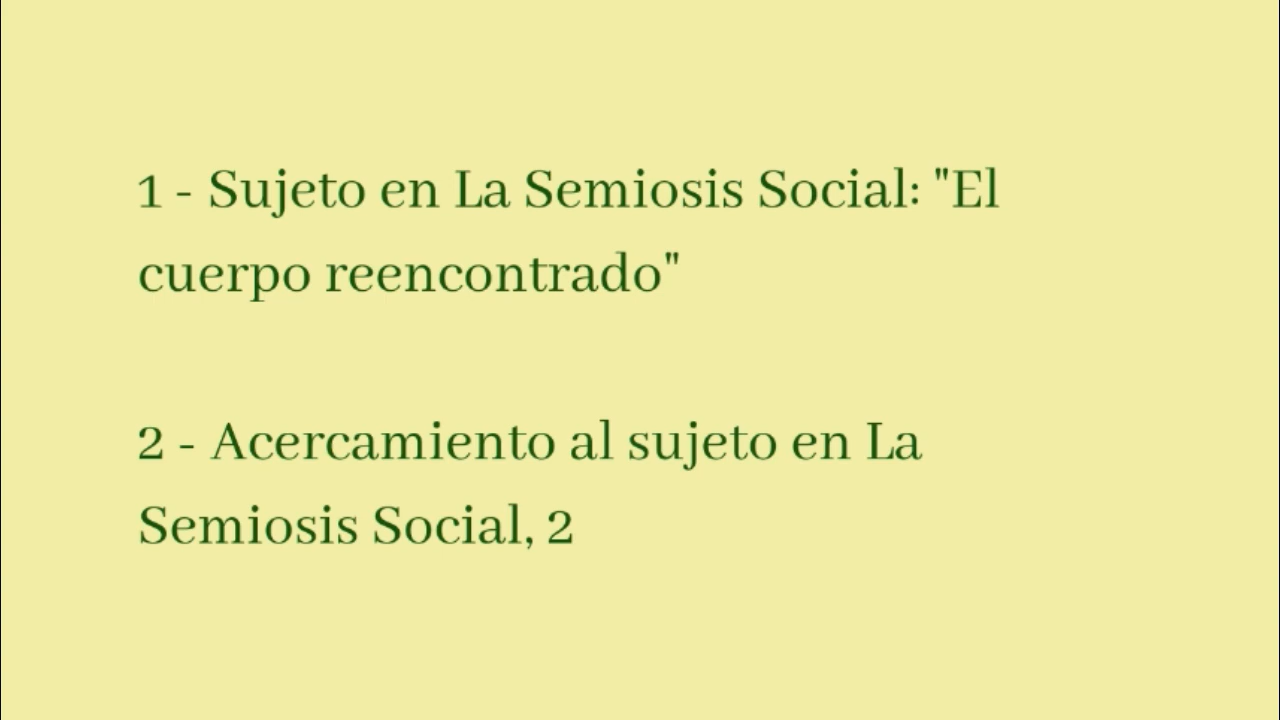 1 - Sujeto en La Semiosis Social: "El
cuerpo reencontrado"
2 - Acercamiento al sujeto en La
Semiosis Social, 2